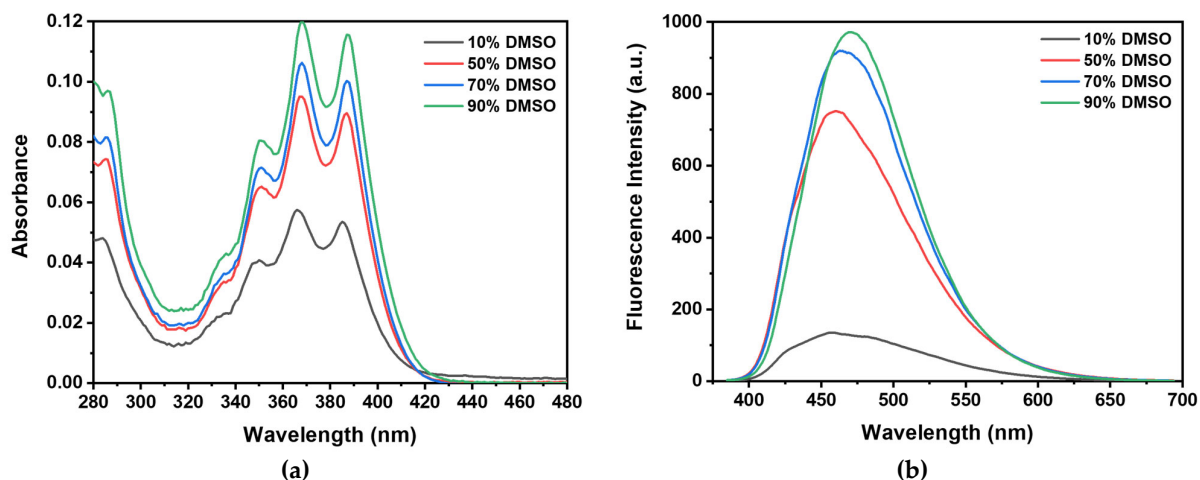 (a)
0.12
0.10
0.08
0.06
0.04
0.02
0.00
Absorbance
10% DMSO
50% DMSO
70% DMSO
90% DMSO
280 300 320 340 360 380 400 420 440 460 480
Wavelength (nm)
(a)
(b)
1000
800
600
400
200
0
Fluorescence Intensity (a.u.)
10% DMSO
50% DMSO
70% DMSO
90% DMSO
400 450 500 550 600 650 700
Wavelength (nm)
(b)